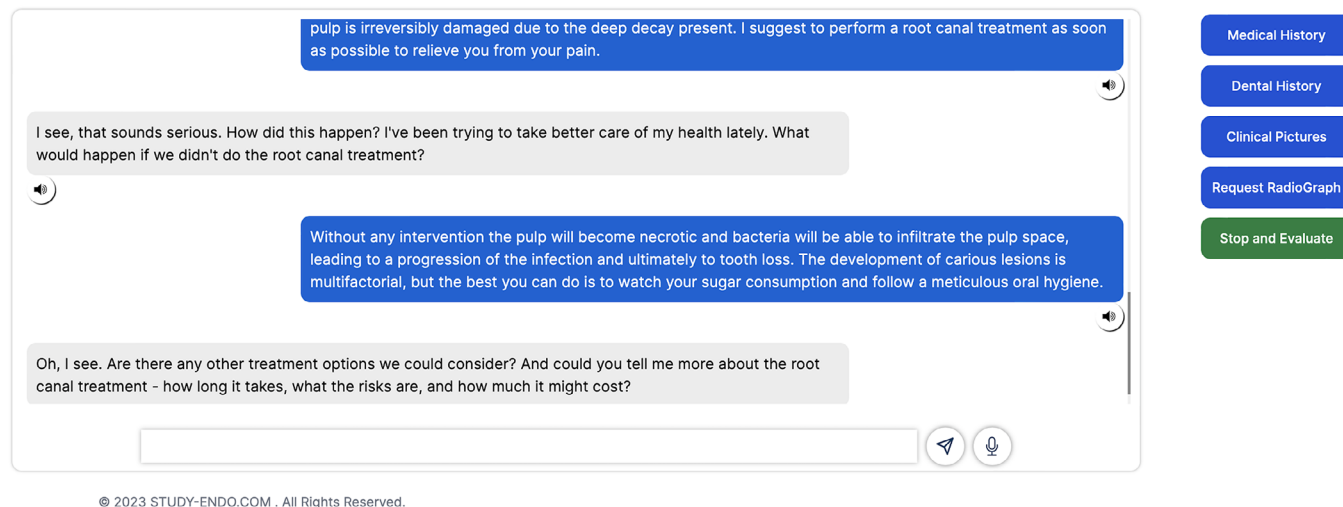 pulp is irreversibly damaged due to the deep decay present. I suggest to perform a root canal treatment as soon
as possible to relieve you from your pain.
I see, that sounds serious. How did this happen? I've been trying to take better care of my health lately. What
would happen if we didn't do the root canal treatment?
Without any intervention the pulp will become necrotic and bacteria will be able to infiltrate the pulp space,
leading to a progression of the infection and ultimately to tooth loss. The development of carious lesions is
multifactorial, but the best you can do is to watch your sugar consumption and follow a meticulous oral hygiene.
Oh, I see. Are there any other treatment options we could consider? And could you tell me more about the root
canal treatment - how long it takes, what the risks are, and how much it might cost?
Medical History
Dental History
Clinical Pictures
Request RadioGraph
Stop and Evaluate
© 2023 STUDY-ENDO.COM . All Rights Reserved.